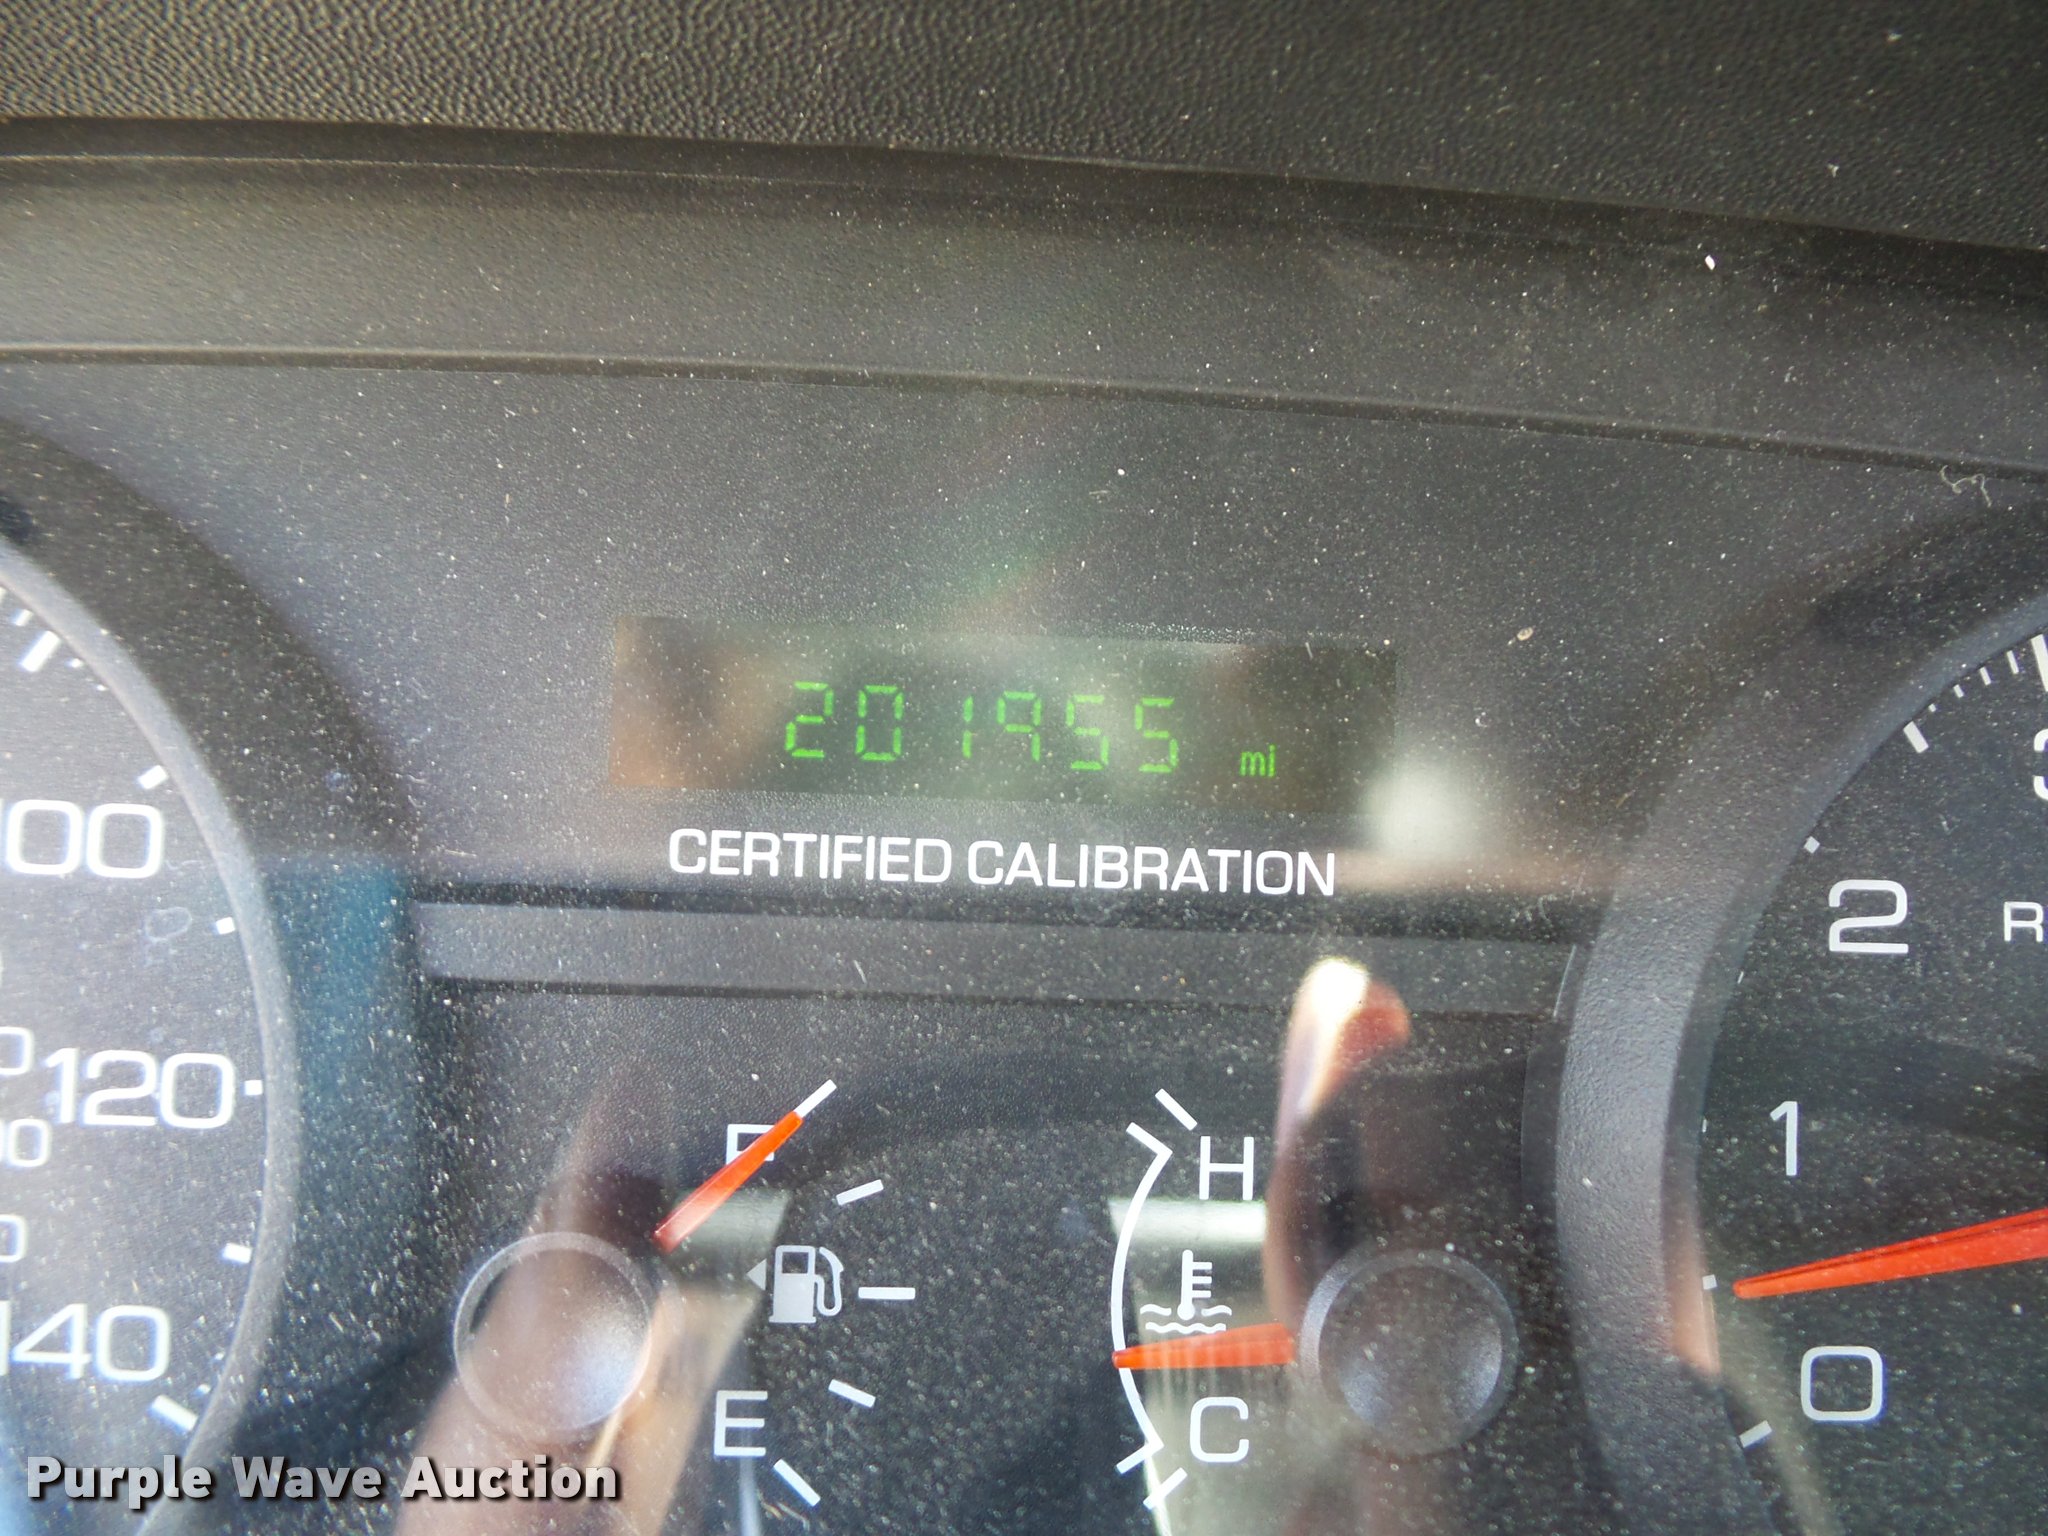 201955 mi
CERTIFIED CALIBRATION
100
120
140
F
E
H
C
2
1
0
Purple Wave Auction